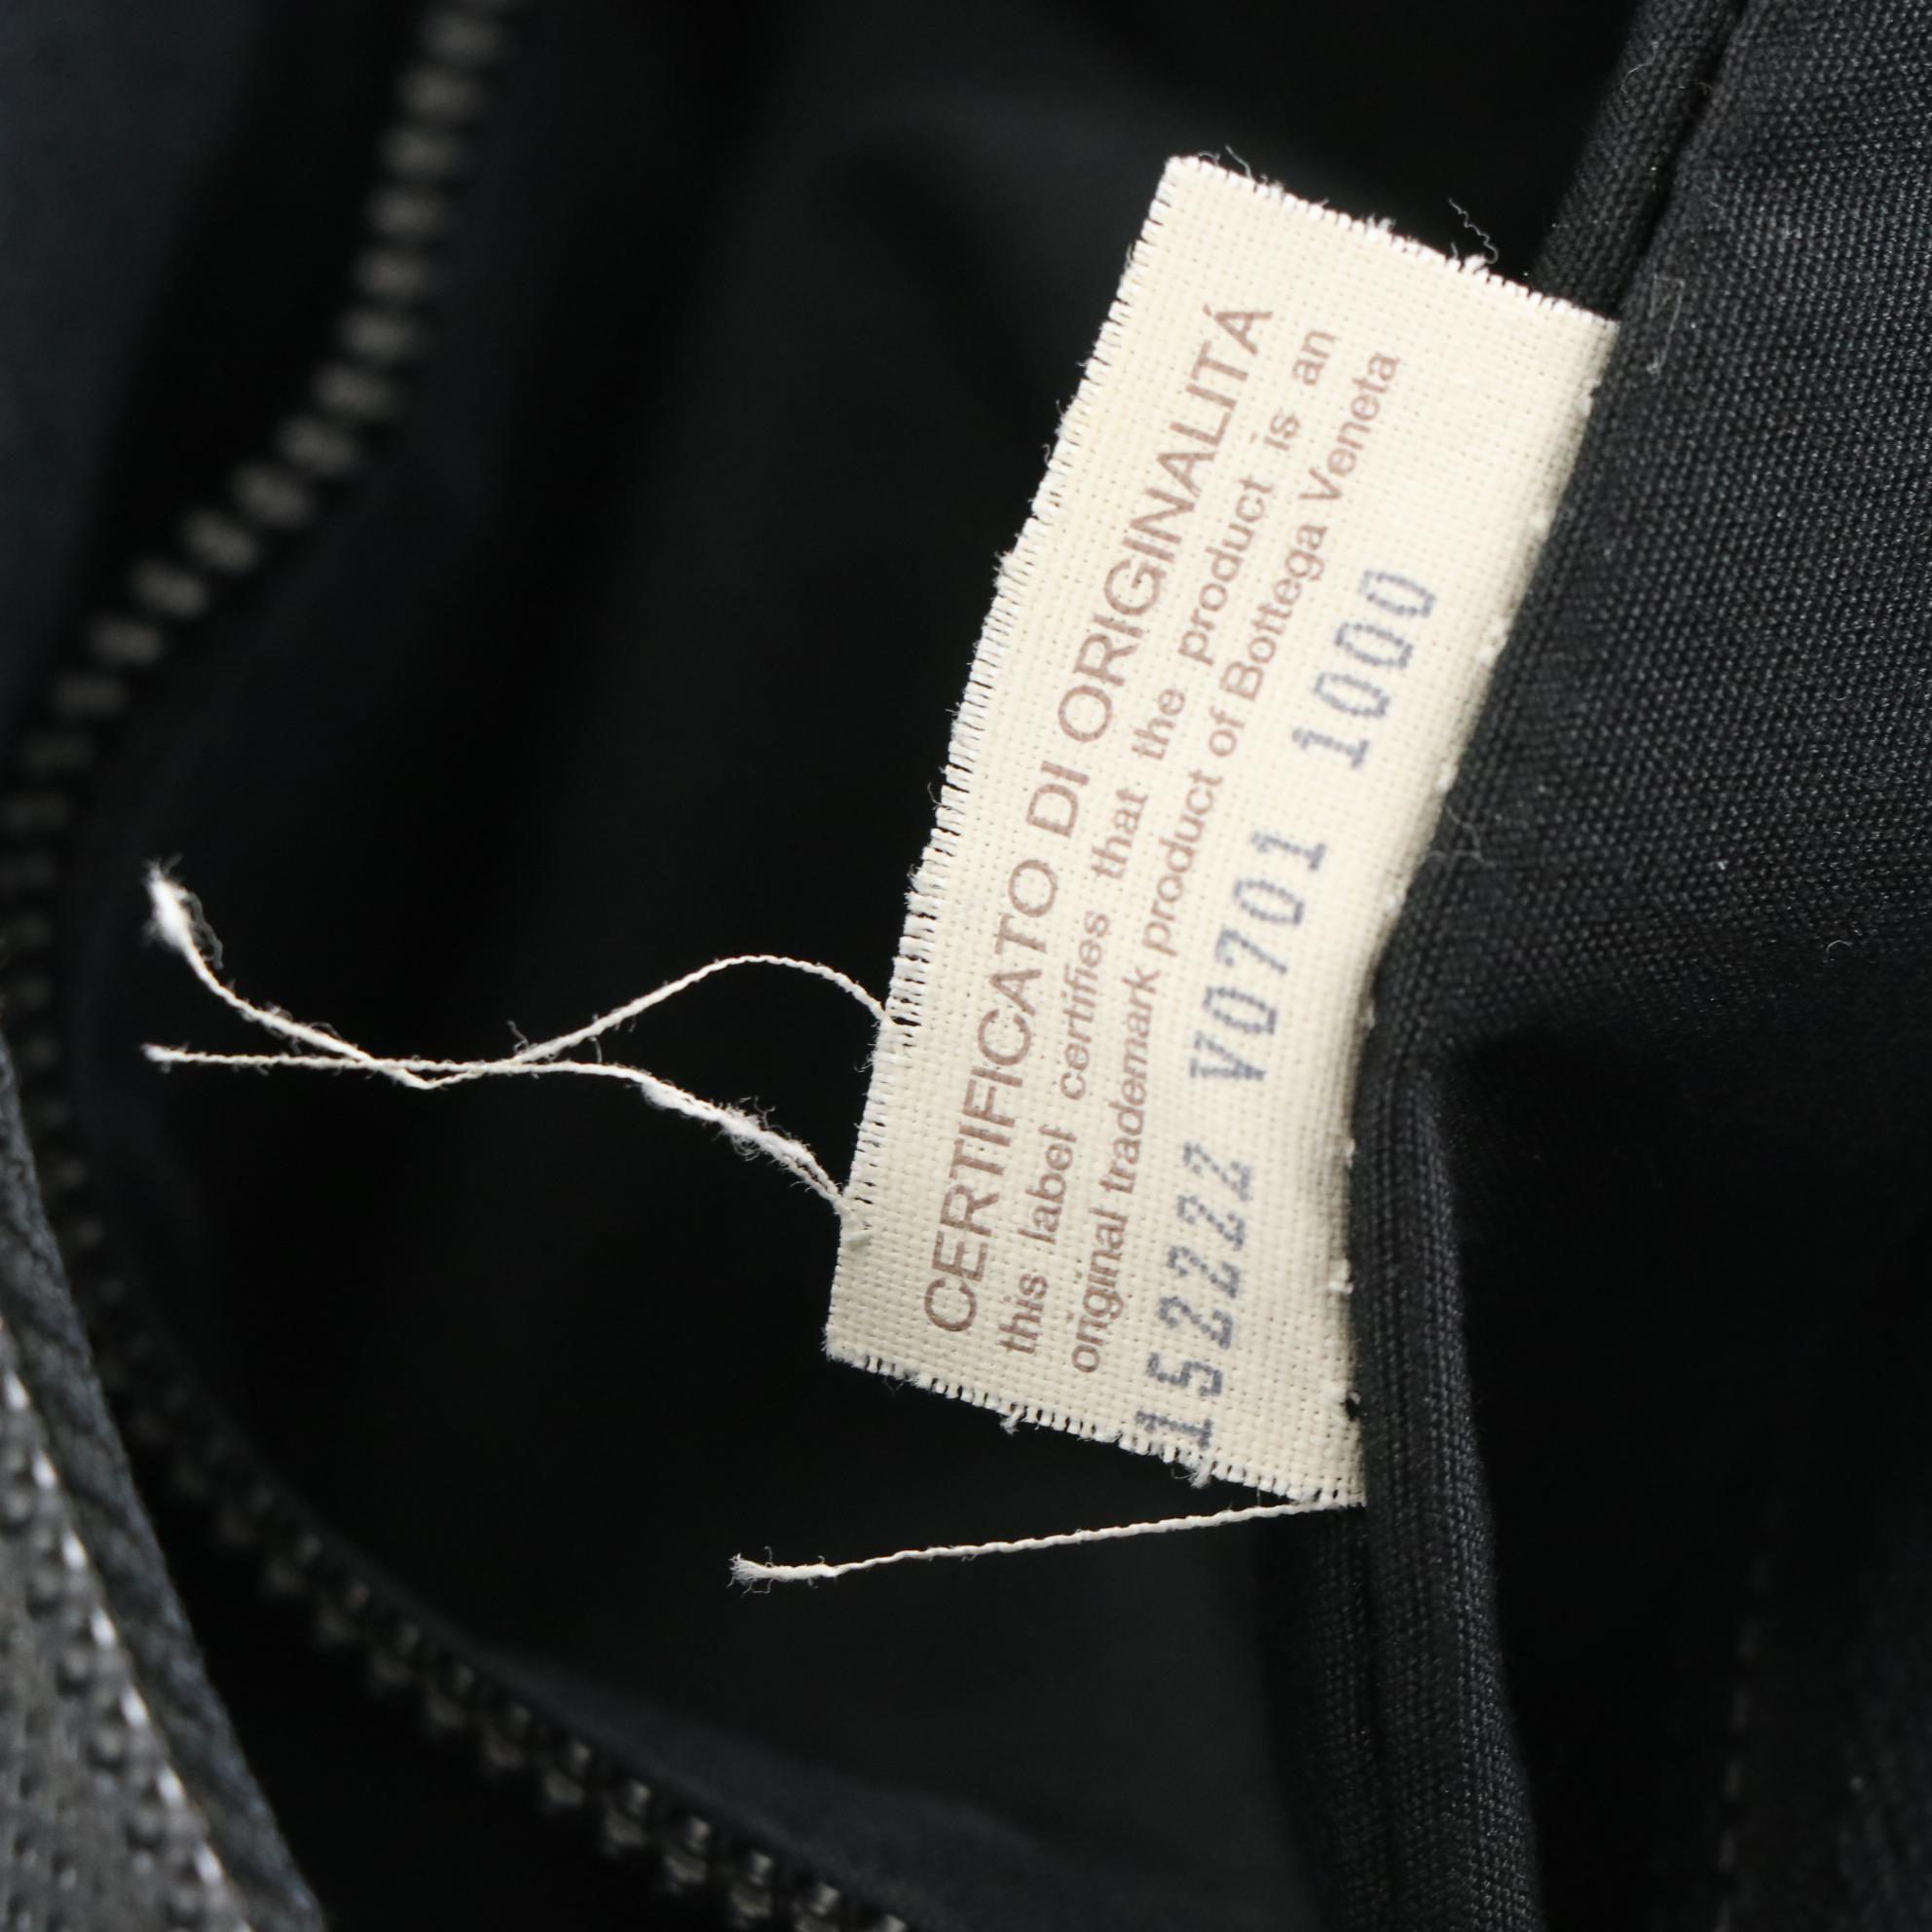 CERTIFICATO DI ORIGINALITÁ
this label certifies that the product is an
original trademark product of Bottega Veneta
152222 V0701 1000